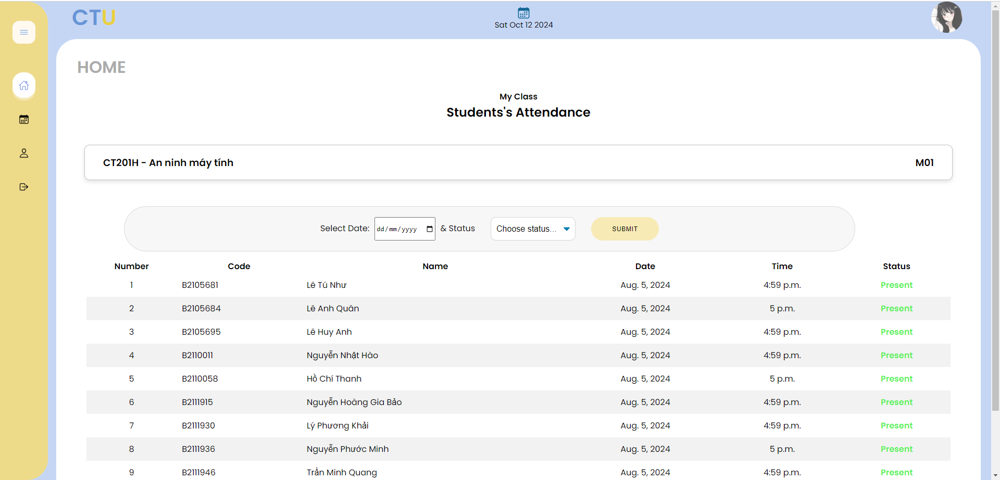 CTU
Sat Oct 12 2024
HOME
My Class
Students's Attendance
CT201H - An ninh máy tính M01
Select Date: dd/mm/yyyy & Status Choose status... SUBMIT
Number Code Name Date Time Status
1 B2105681 Lê Tú Như Aug. 5, 2024 4:59 p.m. Present
2 B2105684 Lê Anh Quân Aug. 5, 2024 5 p.m. Present
3 B2105695 Lê Huy Anh Aug. 5, 2024 4:59 p.m. Present
4 B2110011 Nguyễn Nhật Hào Aug. 5, 2024 4:59 p.m. Present
5 B2110058 Hồ Chí Thanh Aug. 5, 2024 5 p.m. Present
6 B2111915 Nguyễn Hoàng Gia Bảo Aug. 5, 2024 4:59 p.m. Present
7 B2111930 Lý Phương Khải Aug. 5, 2024 4:59 p.m. Present
8 B2111936 Nguyễn Phước Minh Aug. 5, 2024 5 p.m. Present
9 B2111946 Trần Minh Quang Aug. 5, 2024 4:59 p.m. Present